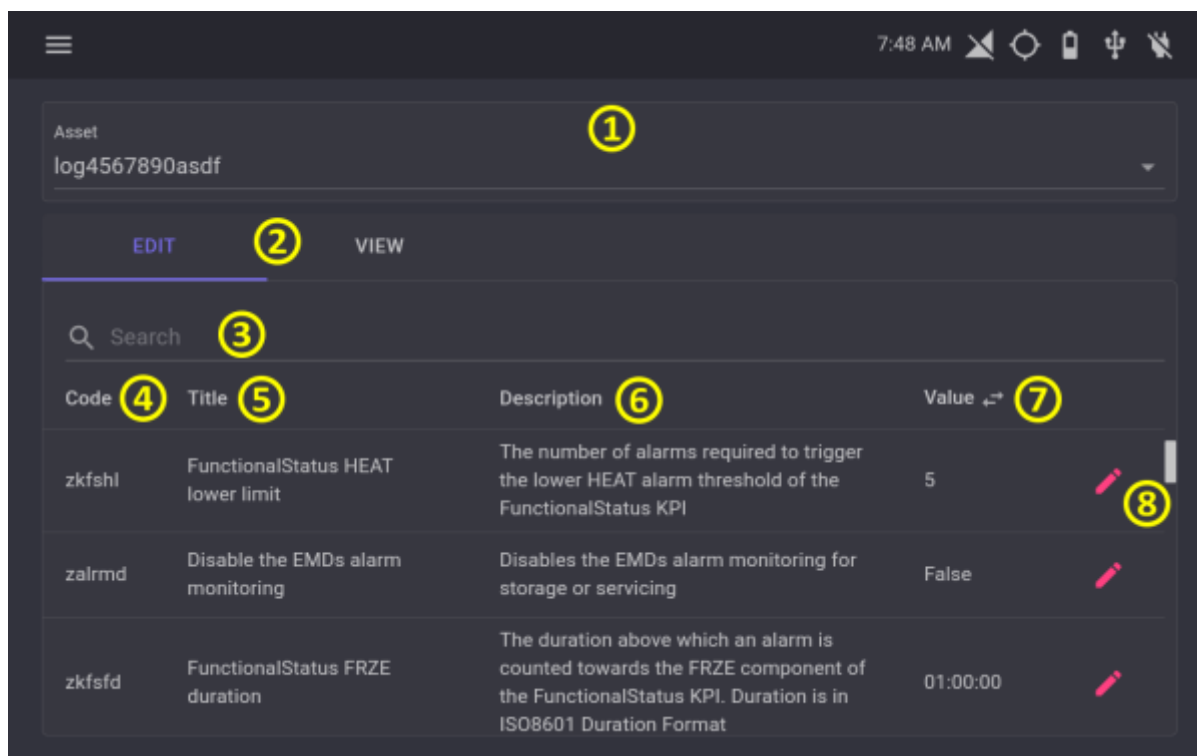 7:48 AM
1
Asset
log4567890asdf
EDIT 2 VIEW
Search 3
Code 4 Title 5 Description 6 Value 7
zkfshl
FunctionalStatus HEAT
lower limit
The number of alarms required to trigger
the lower HEAT alarm threshold of the
FunctionalStatus KPI
5
8
zalrmd
Disable the EMDs alarm
monitoring
Disables the EMDs alarm monitoring for
storage or servicing
False
zkfsfd
FunctionalStatus FRZE
duration
The duration above which an alarm is
counted towards the FRZE component of
the FunctionalStatus KPI. Duration is in
ISO8601 Duration Format
01:00:00